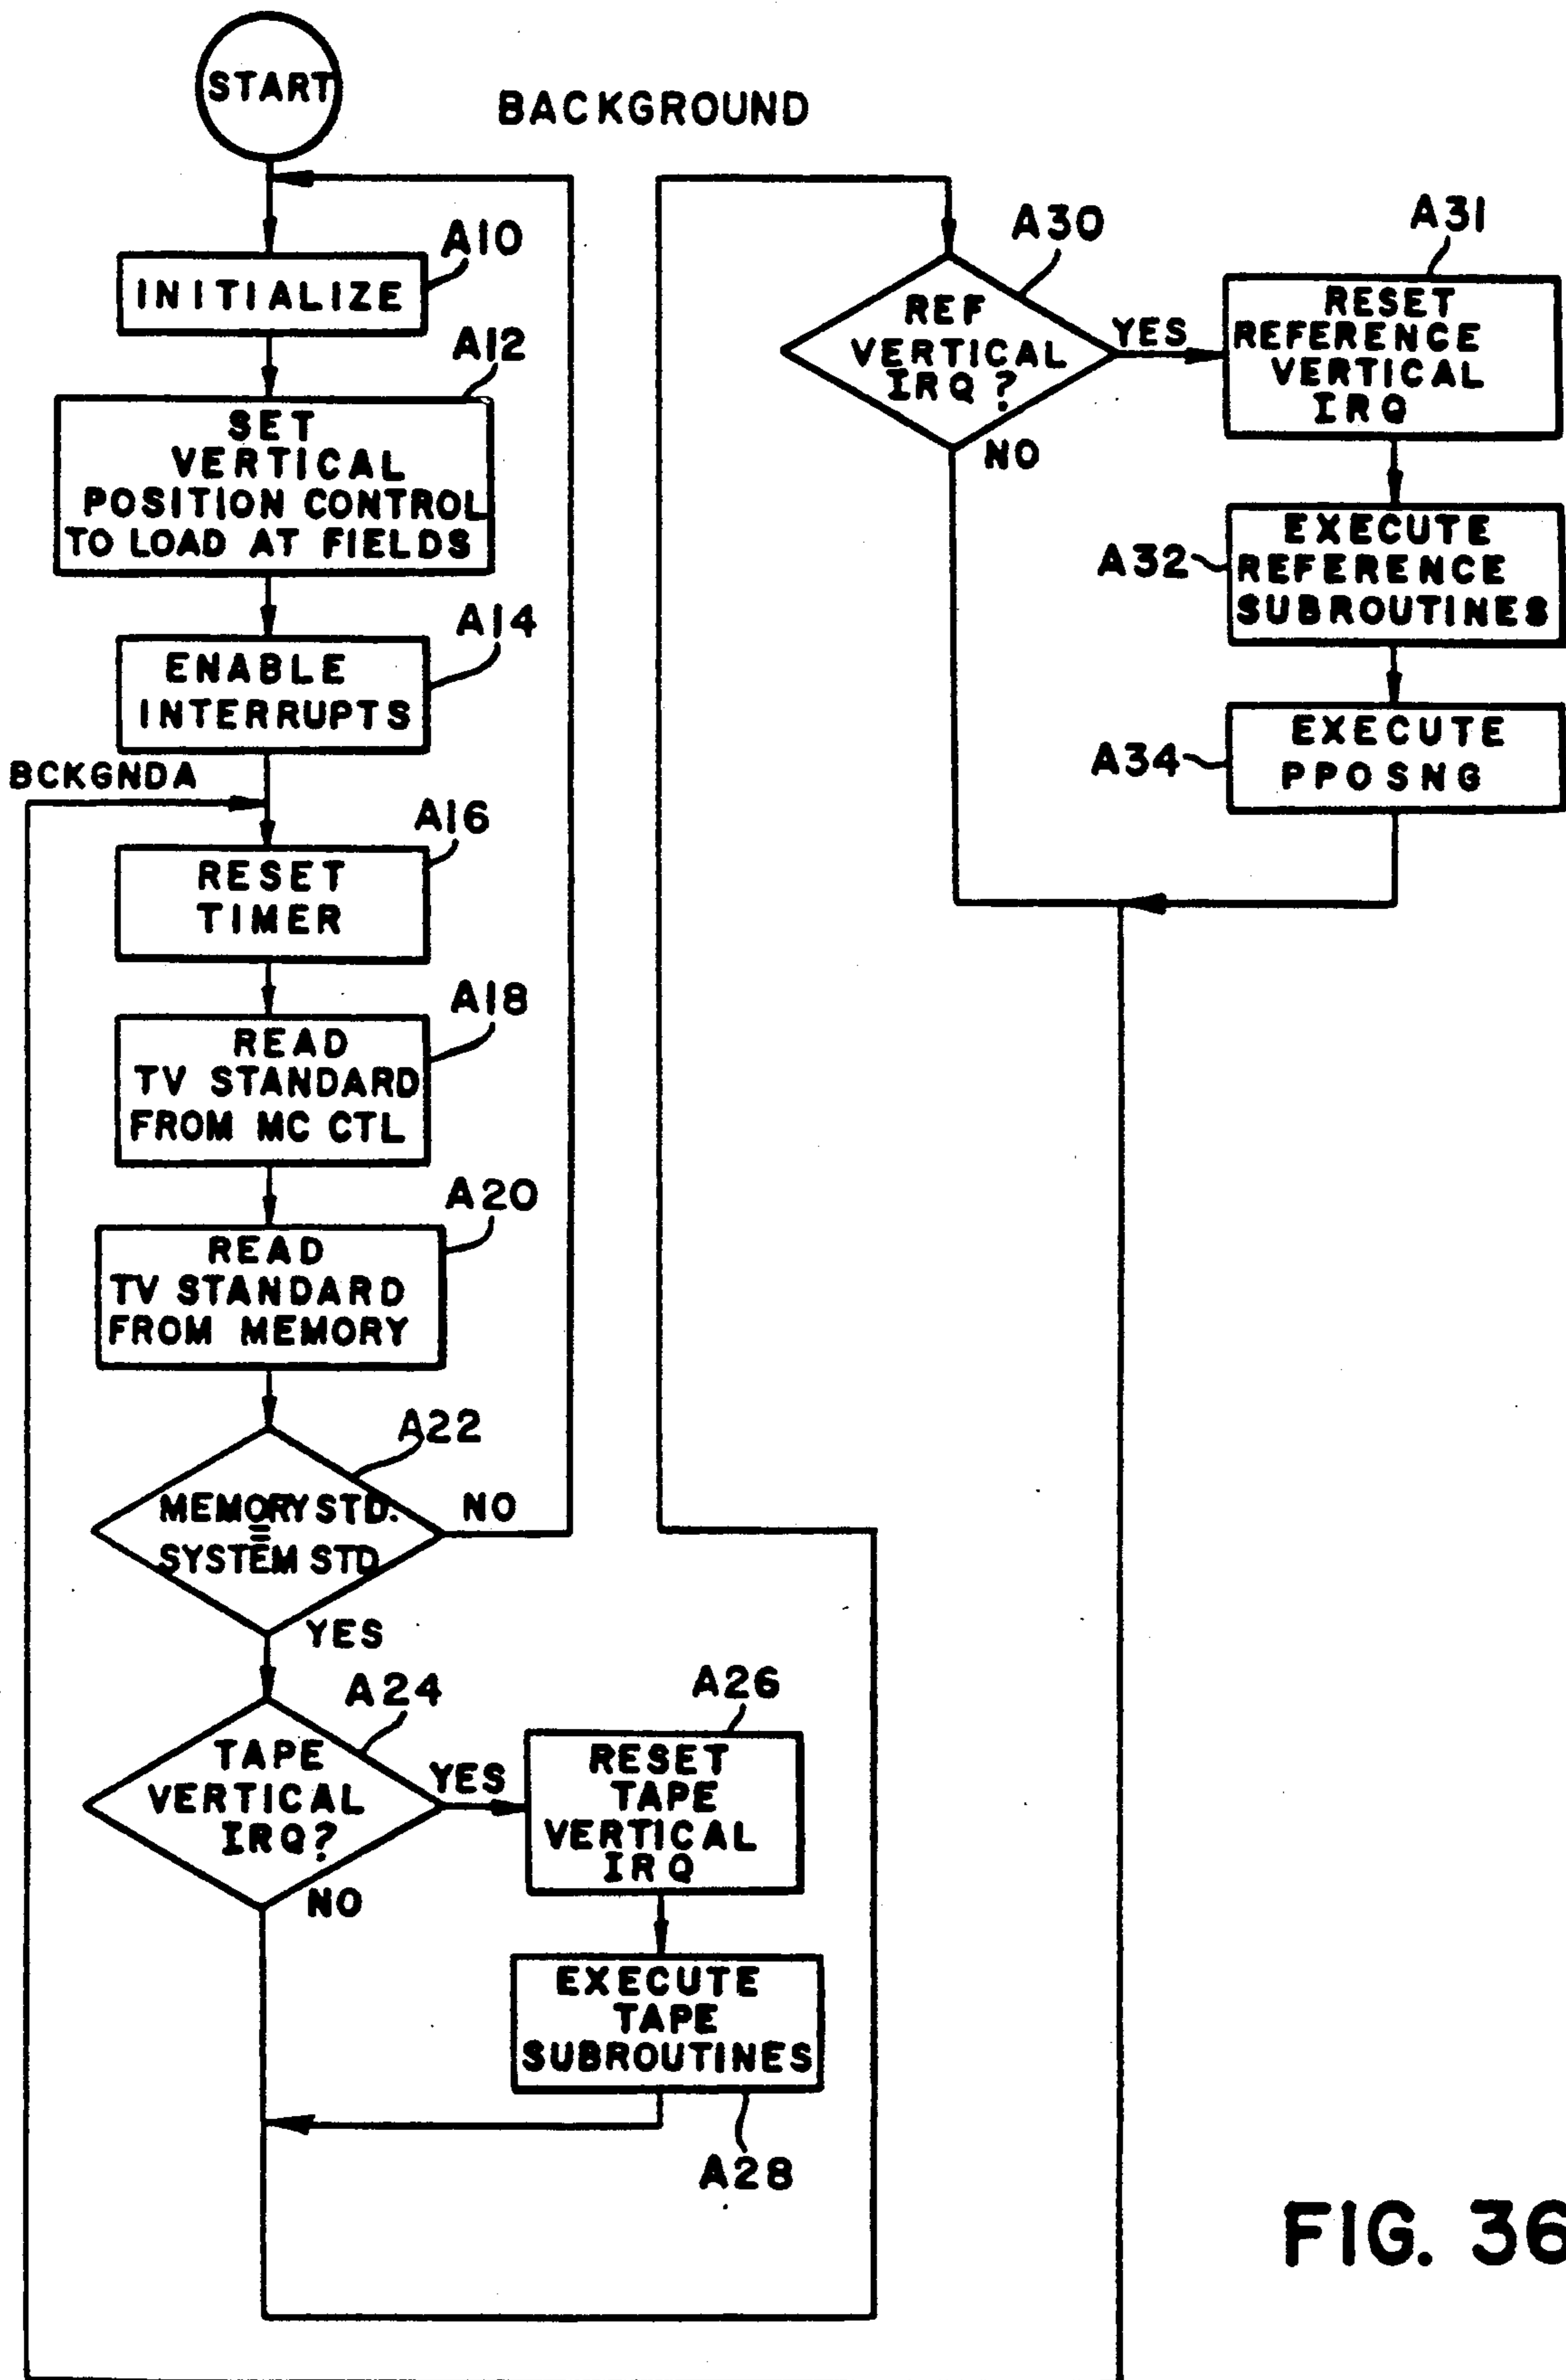 START
BACKGROUND
A10
INITIALIZE
A12
SET
VERTICAL
POSITION CONTROL
TO LOAD AT FIELDS
A14
ENABLE
INTERRUPTS
BCKGNDA
A16
RESET
TIMER
A18
READ
TV STANDARD
FROM MC CTL
A20
READ
TV STANDARD
FROM MEMORY
A22
MEMORY STD.
=
SYSTEM STD
NO
YES
A24
TAPE
VERTICAL
IRQ?
YES
NO
A26
RESET
TAPE
VERTICAL
IRQ
EXECUTE
TAPE
SUBROUTINES
A28
A30
REF
VERTICAL
IRQ?
YES
NO
A31
RESET
REFERENCE
VERTICAL
IRQ
A32
EXECUTE
REFERENCE
SUBROUTINES
A34
EXECUTE
PPOSNG
FIG. 36